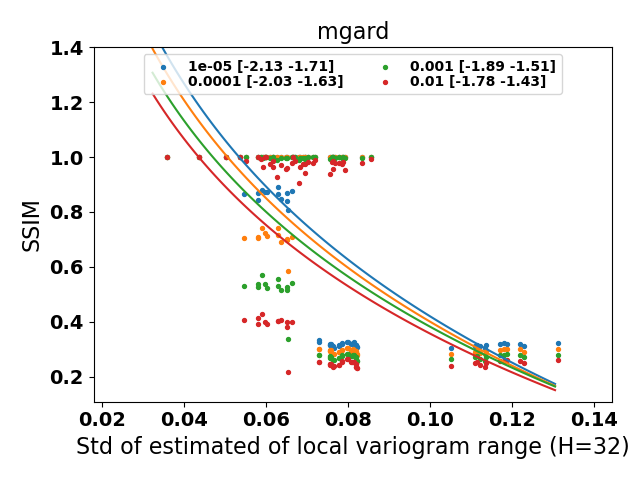 mgard
1e-05 [-2.13 -1.71]
0.0001 [-2.03 -1.63]
0.001 [-1.89 -1.51]
0.01 [-1.78 -1.43]
SSIM
1.4
1.2
1.0
0.8
0.6
0.4
0.2
0.02 0.04 0.06 0.08 0.10 0.12 0.14
Std of estimated of local variogram range (H=32)